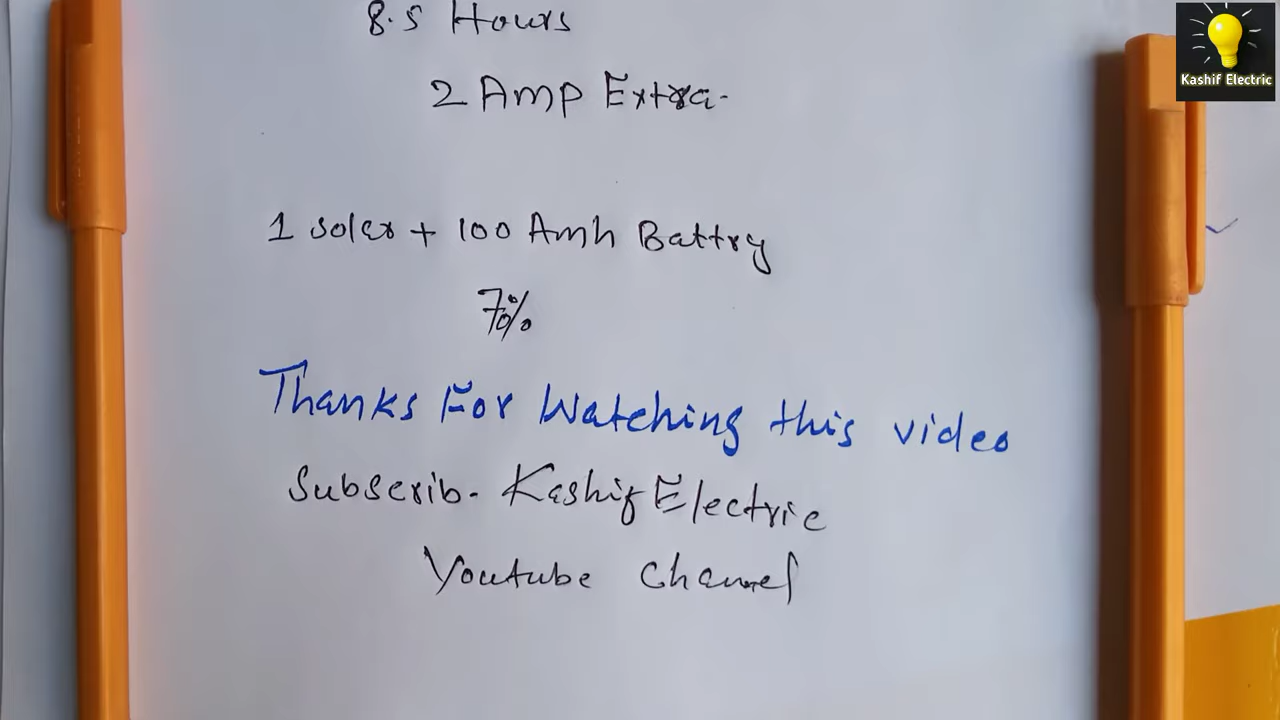 8.5 Hours
2 Amp Extra-
1 Soler + 100 Amh Battry
70%
Thanks For Watching this video
Subscrib- Kashif Electric
Youtube Channel
Kashif Electric